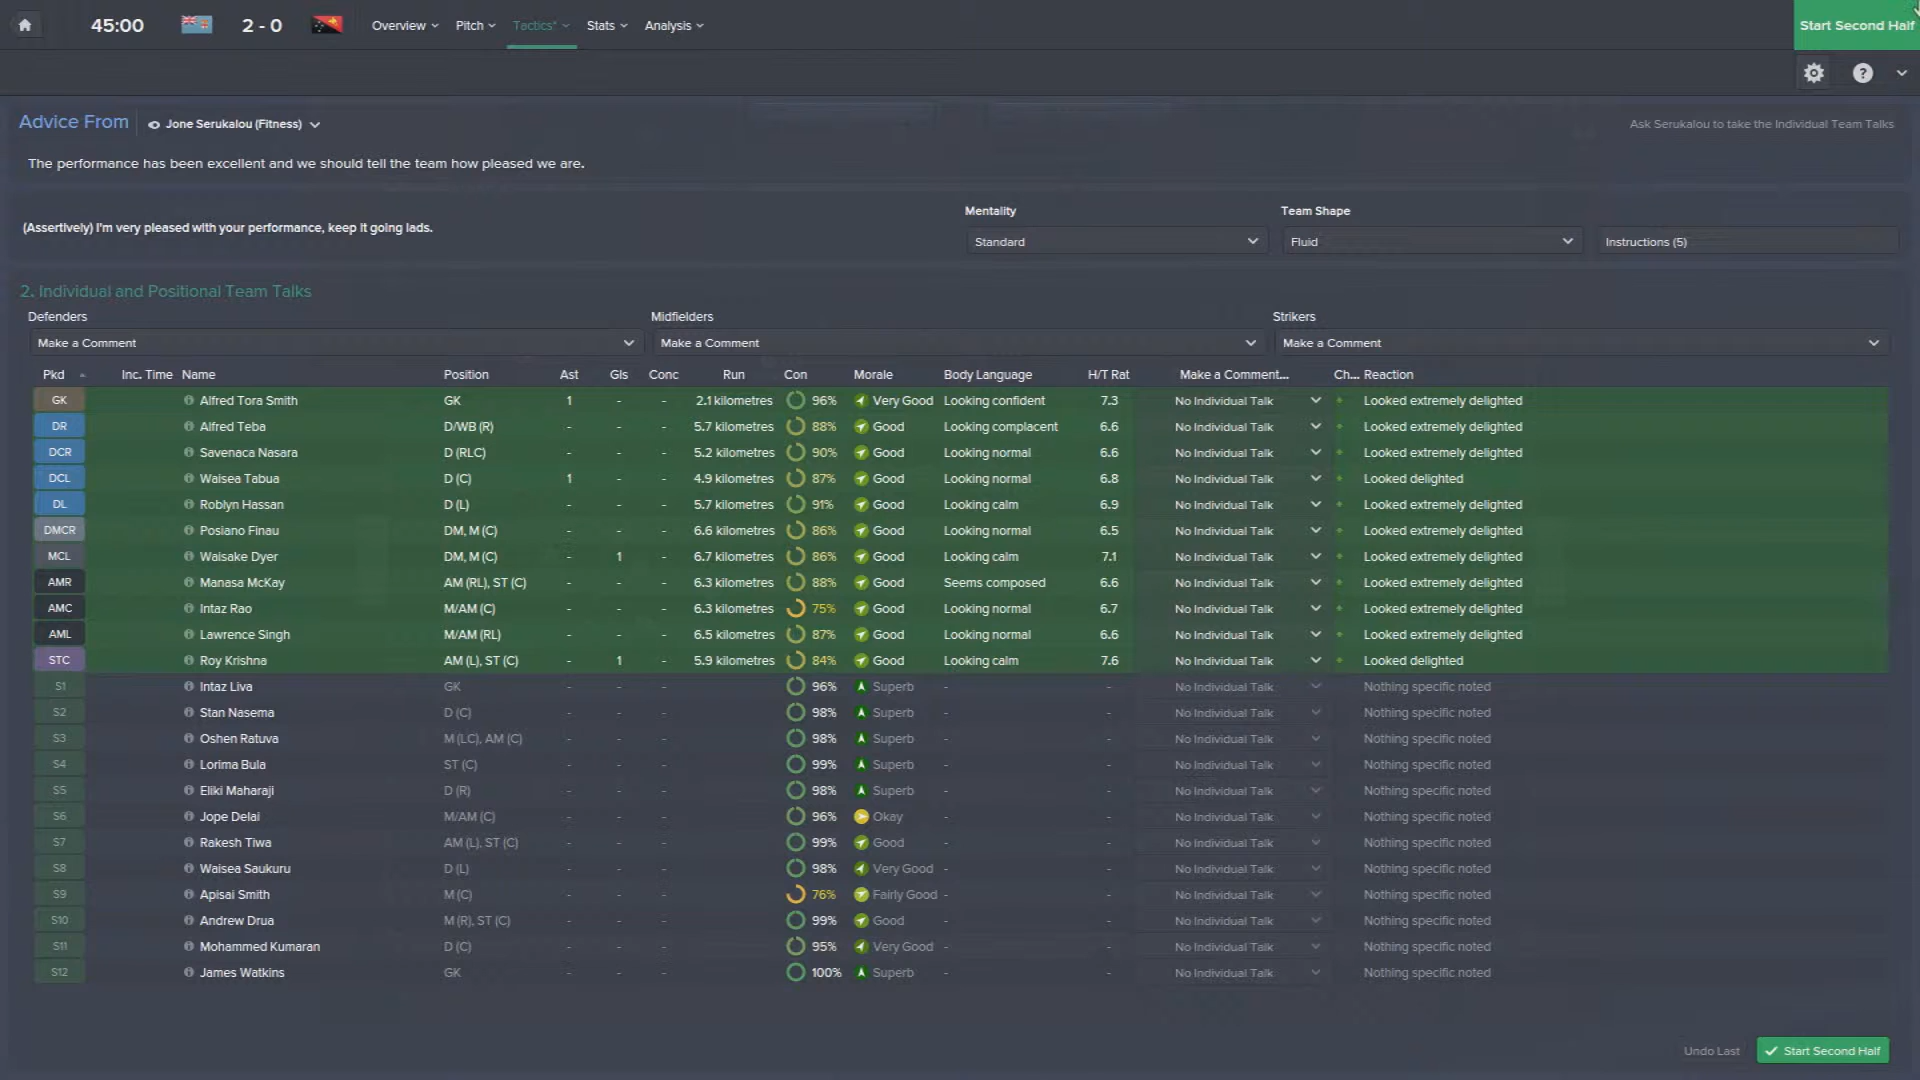 45:00 2 - 0 Overview Pitch Tactics* Stats Analysis Start Second Half
Advice From Jone Serukalou (Fitness) Ask Serukalou to take the Individual Team Talks
The performance has been excellent and we should tell the team how pleased we are.
Mentality Team Shape
(Assertively) I'm very pleased with your performance, keep it going lads.
Standard Fluid Instructions (5)
2. Individual and Positional Team Talks
Defenders Midfielders Strikers
Make a Comment Make a Comment Make a Comment
Pkd Inc. Time Name Position Ast Gls Conc Run Con Morale Body Language H/T Rat Make a Comment... Ch... Reaction
GK Alfred Tora Smith GK 1 - - 2.1 kilometres 96% Very Good Looking confident 7.3 No Individual Talk Looked extremely delighted
DR Alfred Teba D/WB (R) - - - 5.7 kilometres 88% Good Looking complacent 6.6 No Individual Talk Looked extremely delighted
DCR Savenaca Nasara D (RLC) - - - 5.2 kilometres 90% Good Looking normal 6.6 No Individual Talk Looked extremely delighted
DCL Waisea Tabua D (C) 1 - - 4.9 kilometres 87% Good Looking normal 6.8 No Individual Talk Looked delighted
DL Roblyn Hassan D (L) - - - 5.7 kilometres 91% Good Looking calm 6.9 No Individual Talk Looked extremely delighted
DMCR Posiano Finau DM, M (C) - - - 6.6 kilometres 86% Good Looking normal 6.5 No Individual Talk Looked extremely delighted
MCL Waisake Dyer DM, M (C) - 1 - 6.7 kilometres 86% Good Looking calm 7.1 No Individual Talk Looked extremely delighted
AMR Manasa McKay AM (RL), ST (C) - - - 6.3 kilometres 88% Good Seems composed 6.6 No Individual Talk Looked extremely delighted
AMC Intaz Rao M/AM (C) - - - 6.3 kilometres 75% Good Looking normal 6.7 No Individual Talk Looked extremely delighted
AML Lawrence Singh M/AM (RL) - - - 6.5 kilometres 87% Good Looking normal 6.6 No Individual Talk Looked extremely delighted
STC Roy Krishna AM (L), ST (C) - 1 - 5.9 kilometres 84% Good Looking calm 7.6 No Individual Talk Looked delighted
S1 Intaz Liva GK - - - 96% Superb - - No Individual Talk Nothing specific noted
S2 Stan Nasema D (C) - - - 98% Superb - - No Individual Talk Nothing specific noted
S3 Oshen Ratuva M (LC), AM (C) - - - 98% Superb - - No Individual Talk Nothing specific noted
S4 Lorima Bula ST (C) - - - 99% Superb - - No Individual Talk Nothing specific noted
S5 Eliki Maharaji D (R) - - - 98% Superb - - No Individual Talk Nothing specific noted
S6 Jope Delai M/AM (C) - - - 96% Okay - - No Individual Talk Nothing specific noted
S7 Rakesh Tiwa AM (L), ST (C) - - - 99% Good - - No Individual Talk Nothing specific noted
S8 Waisea Saukuru D (L) - - - 98% Very Good - - No Individual Talk Nothing specific noted
S9 Apisai Smith M (C) - - - 76% Fairly Good - - No Individual Talk Nothing specific noted
S10 Andrew Drua M (R), ST (C) - - - 99% Good - - No Individual Talk Nothing specific noted
S11 Mohammed Kumaran D (C) - - - 95% Very Good - - No Individual Talk Nothing specific noted
S12 James Watkins GK - - - 100% Superb - - No Individual Talk Nothing specific noted
Undo Last Start Second Half